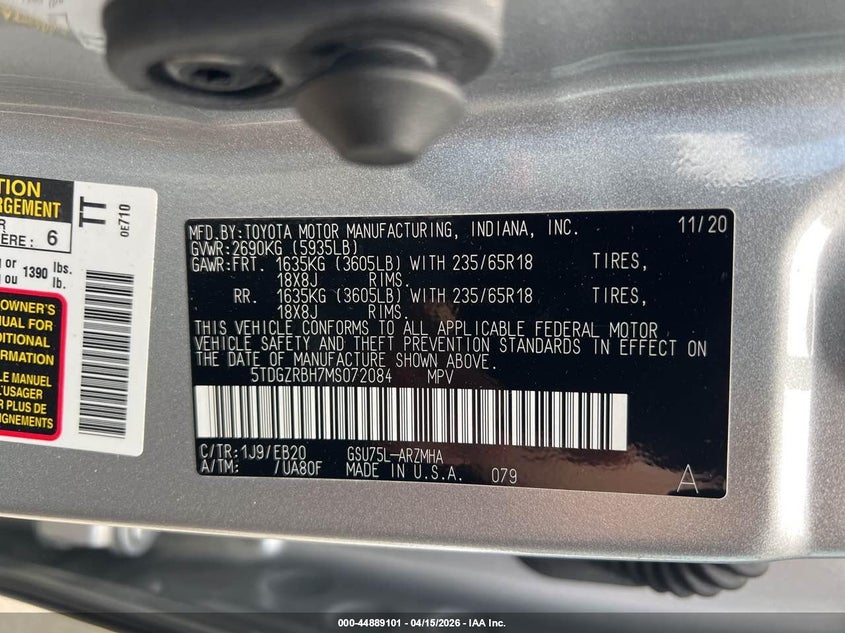 TION
RGEMENT
R
ÈRE : 6
or 1390 lbs.
ou lb.
OWNER'S
NUAL FOR
DITIONAL
ORMATION
LE MANUEL
L'USAGER
R PLUS DE
IGNEMENTS
TT
0E710
MFD.BY:TOYOTA MOTOR MANUFACTURING, INDIANA, INC. 11/20
GVWR:2690KG (5935LB)
GAWR:FRT. 1635KG (3605LB) WITH 235/65R18 TIRES,
18X8J RIMS.
RR. 1635KG (3605LB) WITH 235/65R18 TIRES,
18X8J RIMS.
THIS VEHICLE CONFORMS TO ALL APPLICABLE FEDERAL MOTOR
VEHICLE SAFETY AND THEFT PREVENTION STANDARDS IN EFFECT ON
THE DATE OF MANUFACTURE SHOWN ABOVE.
5TDGZRBH7MS072084 MPV
C/TR:1J9/EB20 GSU75L-ARZMHA
A/TM: /UA80F MADE IN U.S.A. 079
A
000-44889101 - 04/15/2026 - IAA Inc.